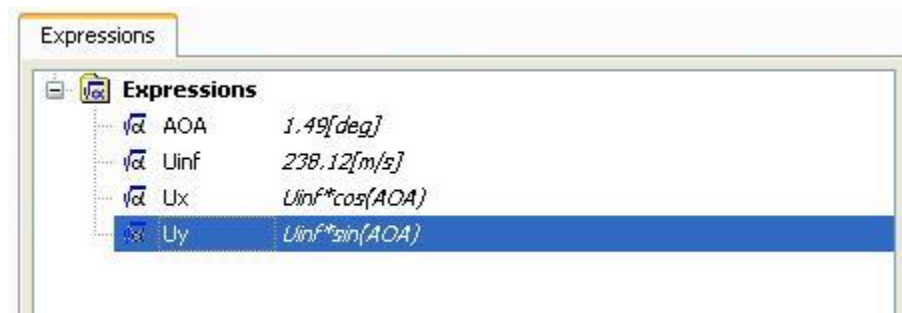 Expressions
Expressions
AOA 1.49[deg]
Uinf 238.12[m/s]
Ux Uinf*cos(AOA)
Uy Uinf*sin(AOA)